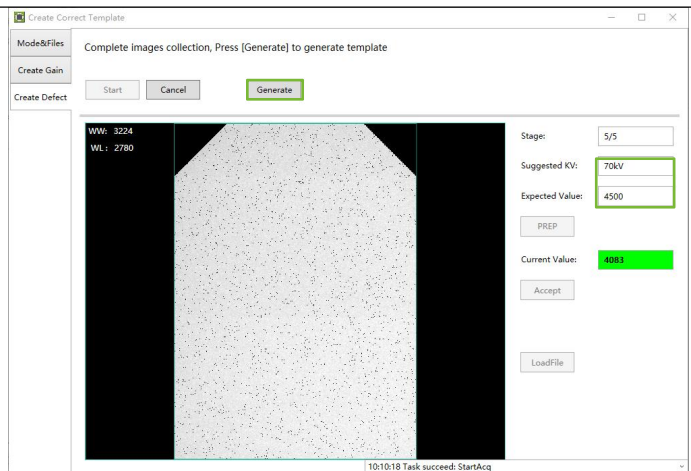 Create Correct Template
Mode&Files
Complete images collection, Press [Generate] to generate template
Create Gain
Create Defect
Start
Cancel
Generate
WW: 3224
WL: 2780
Stage:
5/5
Suggested KV:
70kV
Expected Value:
4500
PREP
Current Value:
4083
Accept
LoadFile
10:10:18 Task succeed: StartAcq